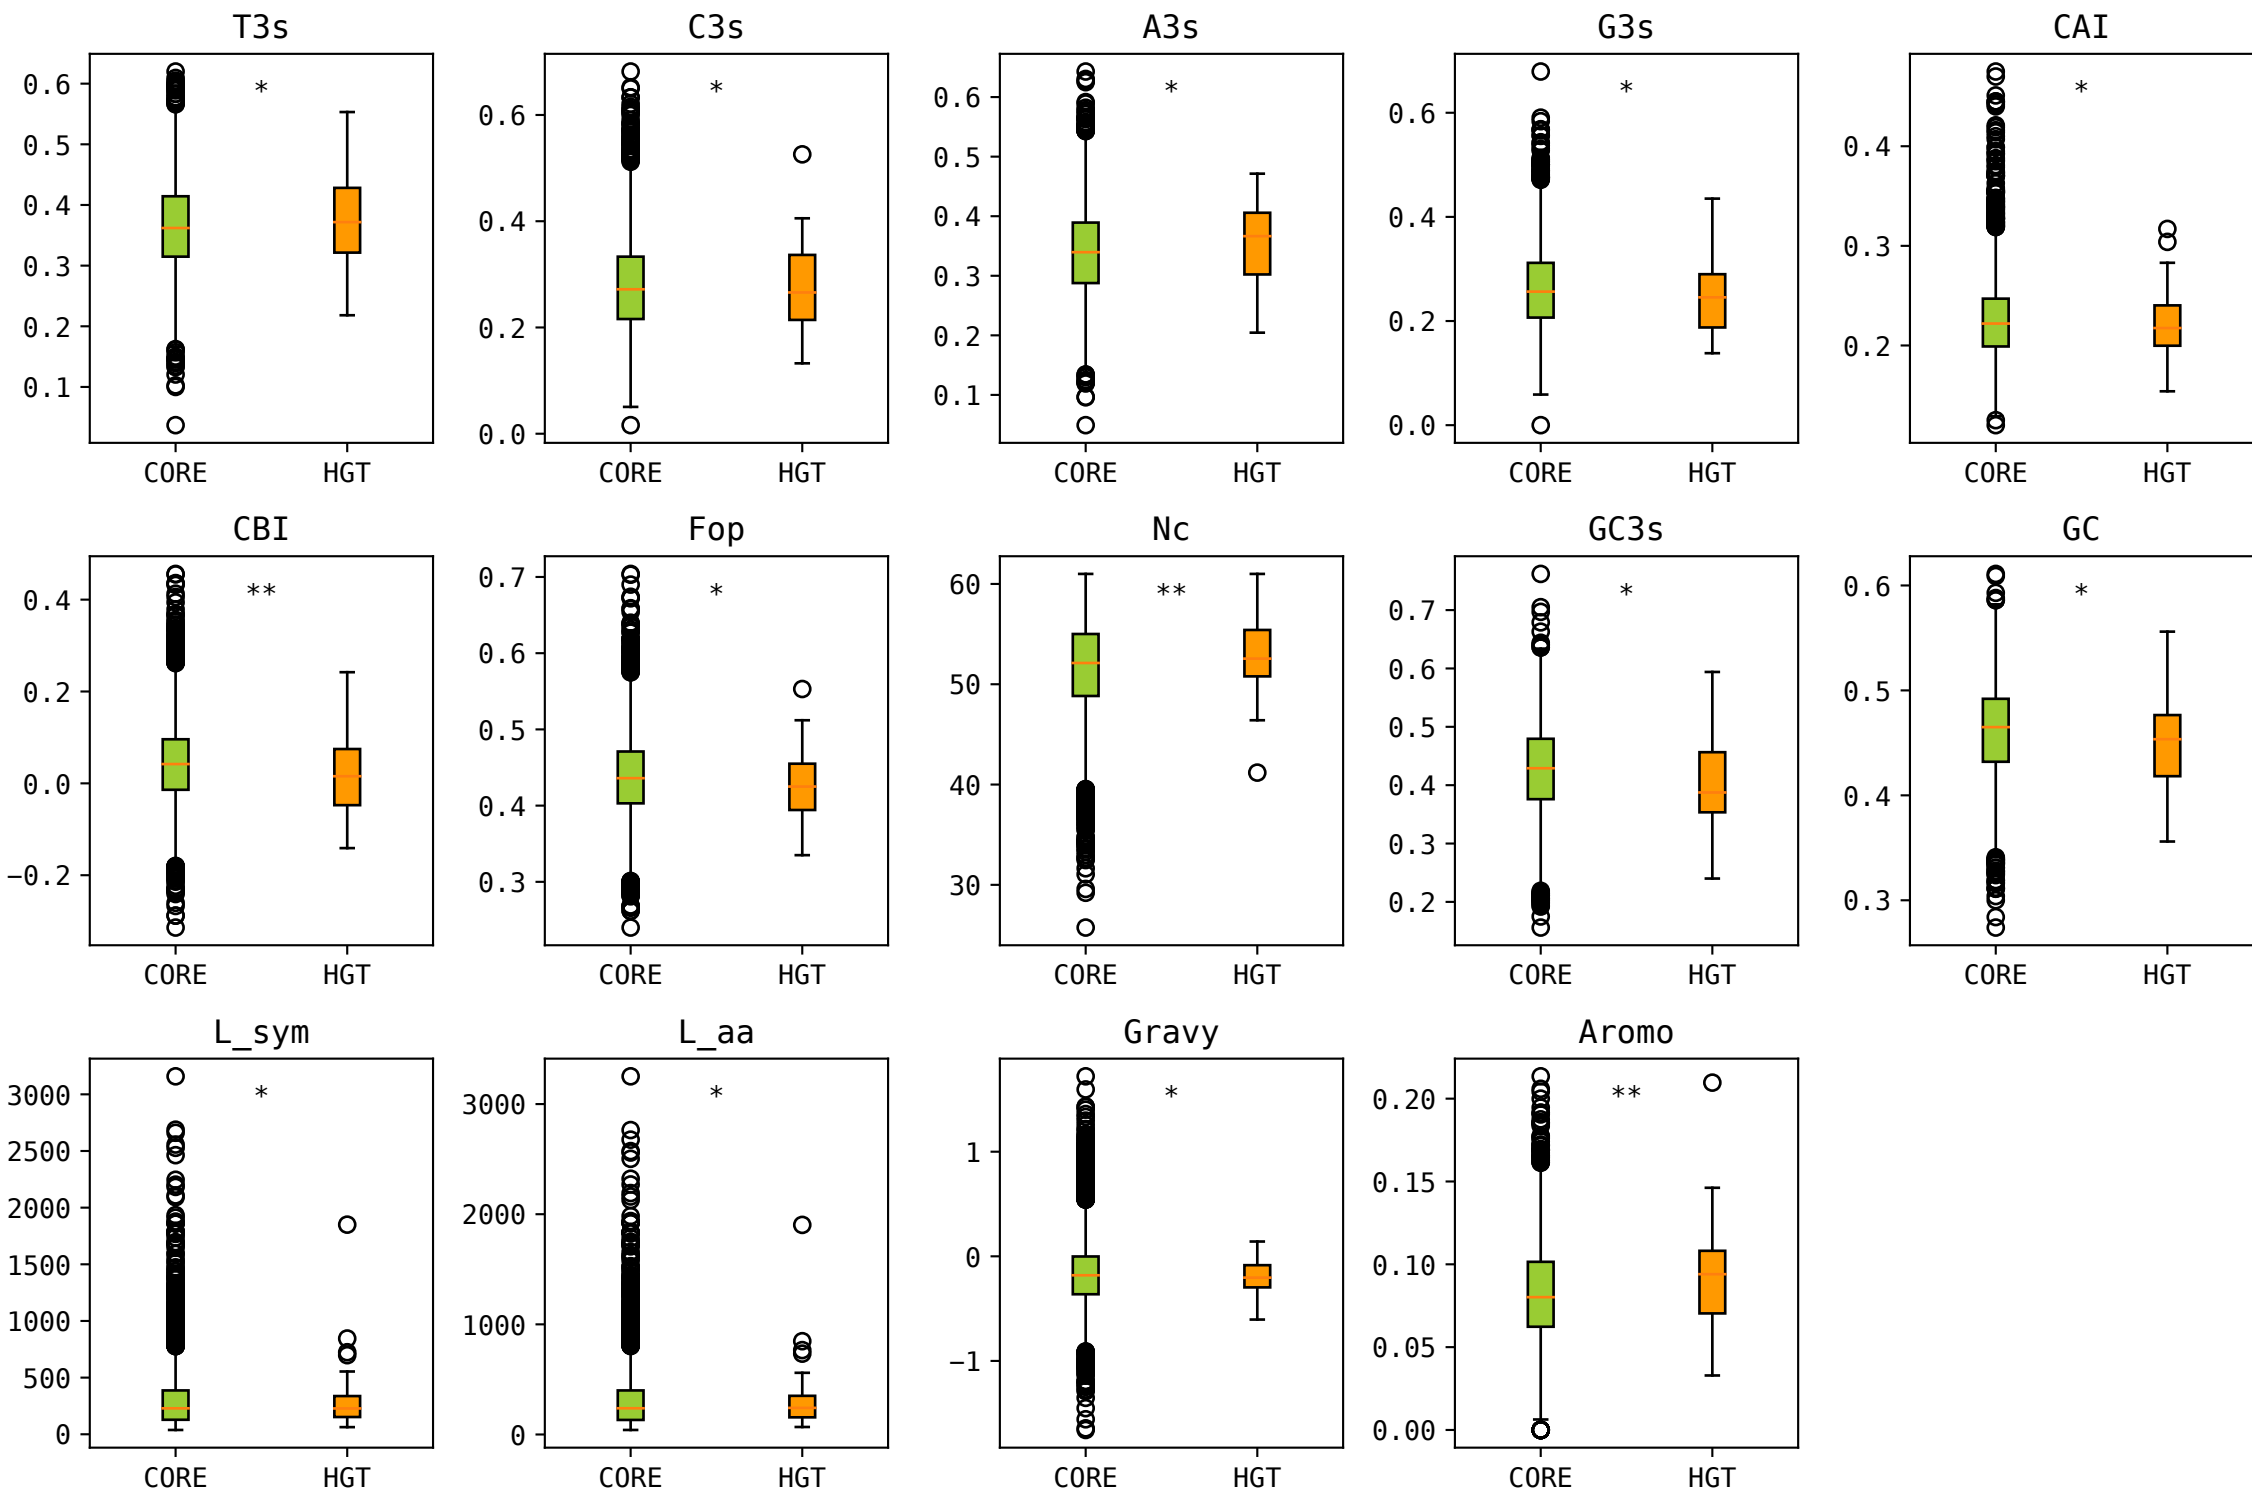 T3s
C3s
A3s
G3s
CAI
0.6
0.5
0.4
0.3
0.2
0.1
*
CORE
HGT
0.6
0.4
0.2
0.0
*
CORE
HGT
0.6
0.5
0.4
0.3
0.2
0.1
*
CORE
HGT
0.6
0.4
0.2
0.0
*
CORE
HGT
0.4
0.3
0.2
*
CORE
HGT
CBI
Fop
Nc
GC3s
GC
0.4
0.2
0.0
−0.2
**
CORE
HGT
0.7
0.6
0.5
0.4
0.3
*
CORE
HGT
60
50
40
30
**
CORE
HGT
0.7
0.6
0.5
0.4
0.3
0.2
*
CORE
HGT
0.6
0.5
0.4
0.3
*
CORE
HGT
L_sym
L_aa
Gravy
Aromo
3000
2500
2000
1500
1000
500
0
*
CORE
HGT
3000
2000
1000
0
*
CORE
HGT
1
0
−1
*
CORE
HGT
0.20
0.15
0.10
0.05
0.00
**
CORE
HGT